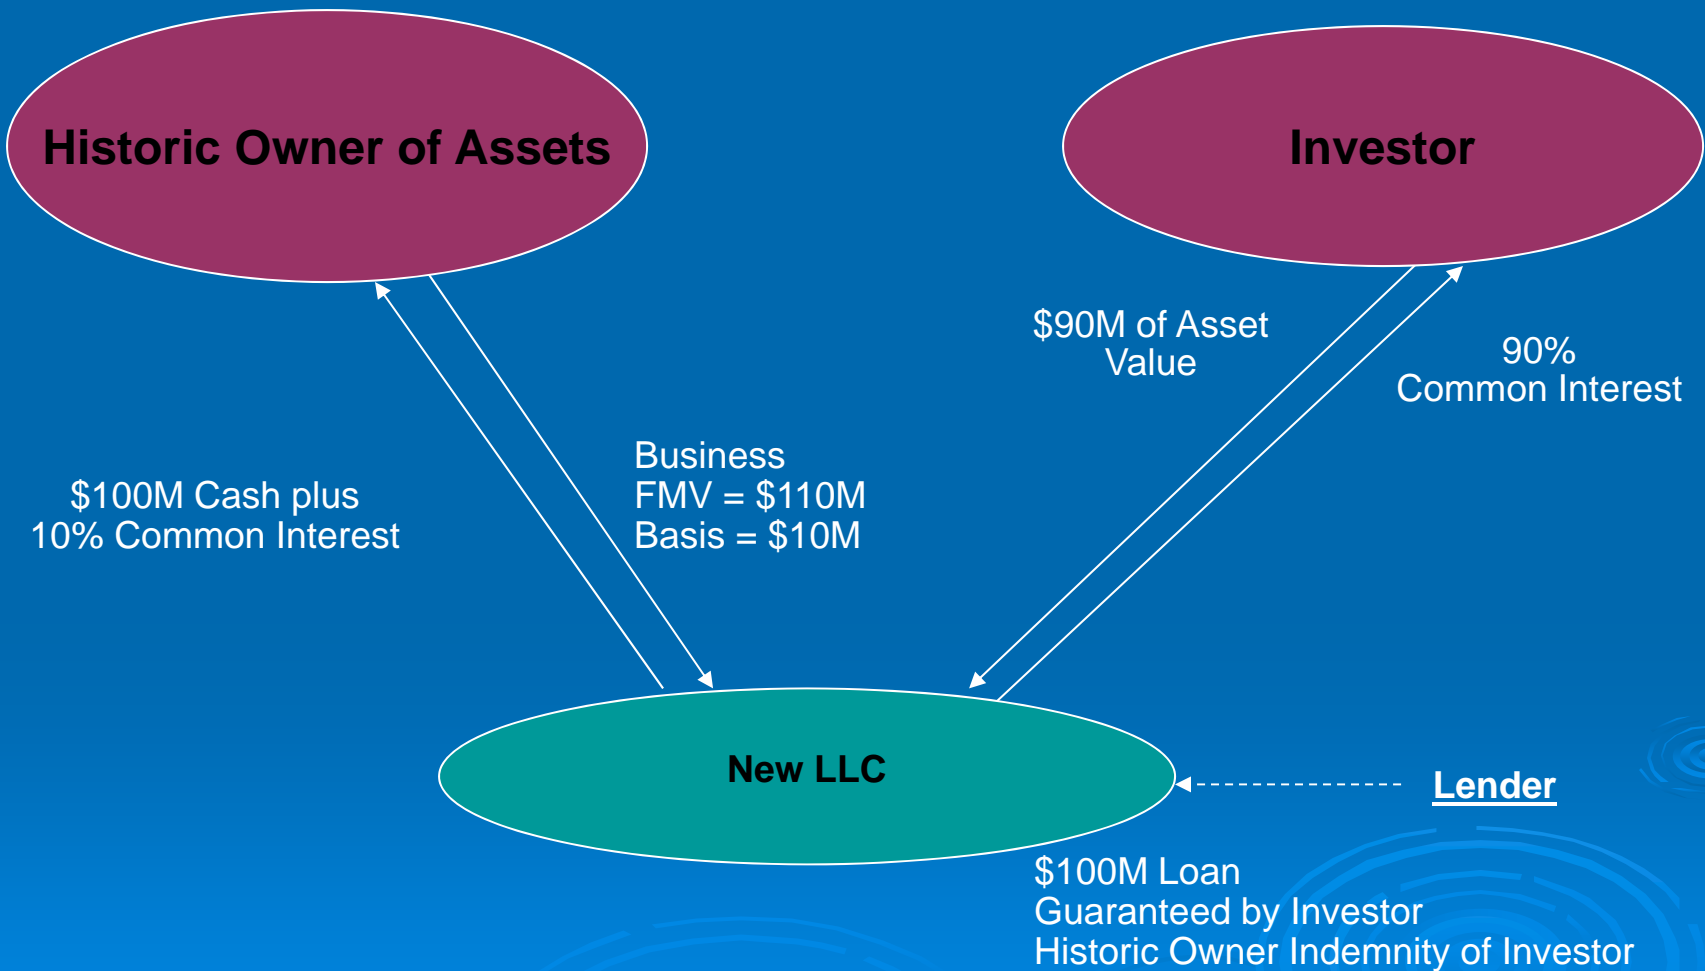 Historic Owner of Assets
Investor
$90M of Asset
Value
90%
Common Interest
Business
FMV = $110M
Basis = $10M
$100M Cash plus
10% Common Interest
New LLC
Lender
$100M Loan
Guaranteed by Investor
Historic Owner Indemnity of Investor